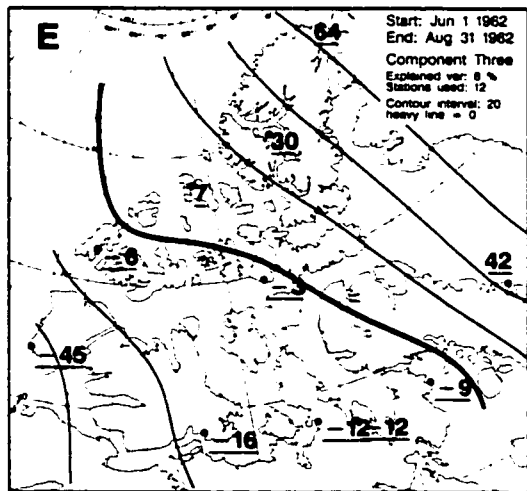 E
Start: Jun 1 1962
End: Aug 31 1962
Component Three
Explained var: 8 %
Stations used: 12
Contour interval: 20
heavy line = 0
64
30
7
-6
42
-45
-9
-16
-12-12